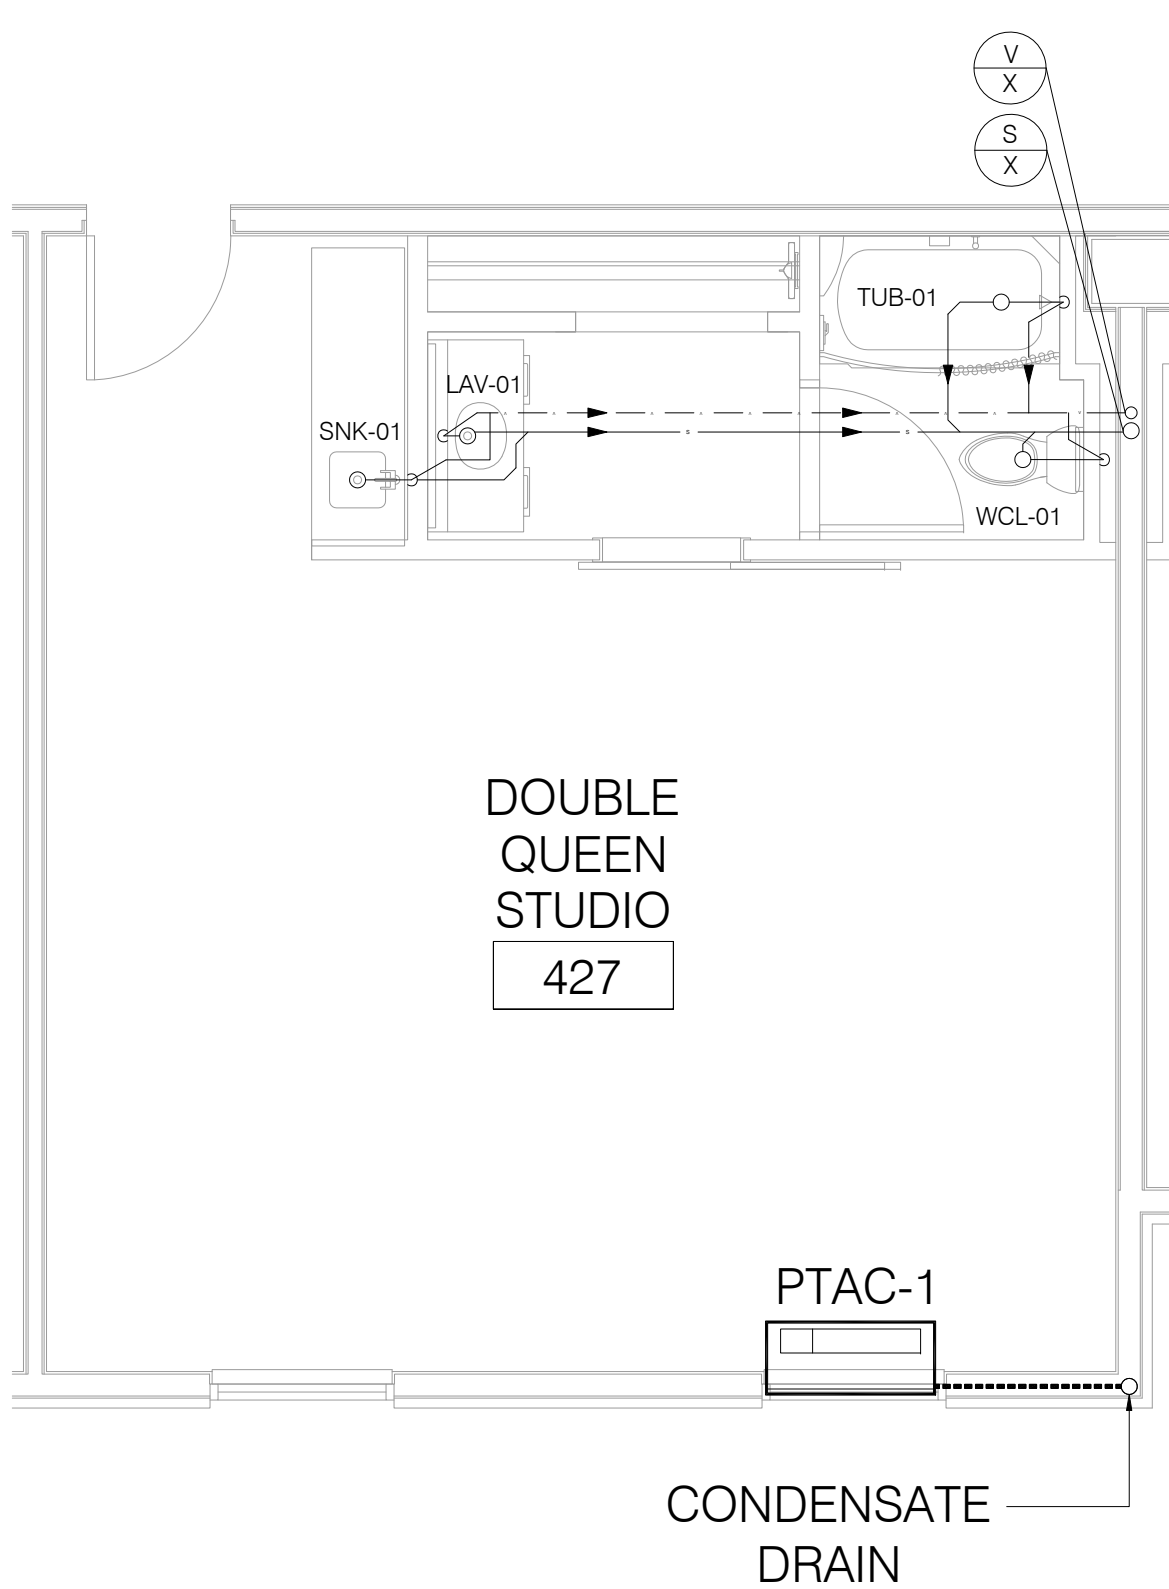 V
X
S
X
TUB-01
LAV-01
SNK-01
S
S
V
WCL-01
DOUBLE
QUEEN
STUDIO
427
PTAC-1
CONDENSATE
DRAIN